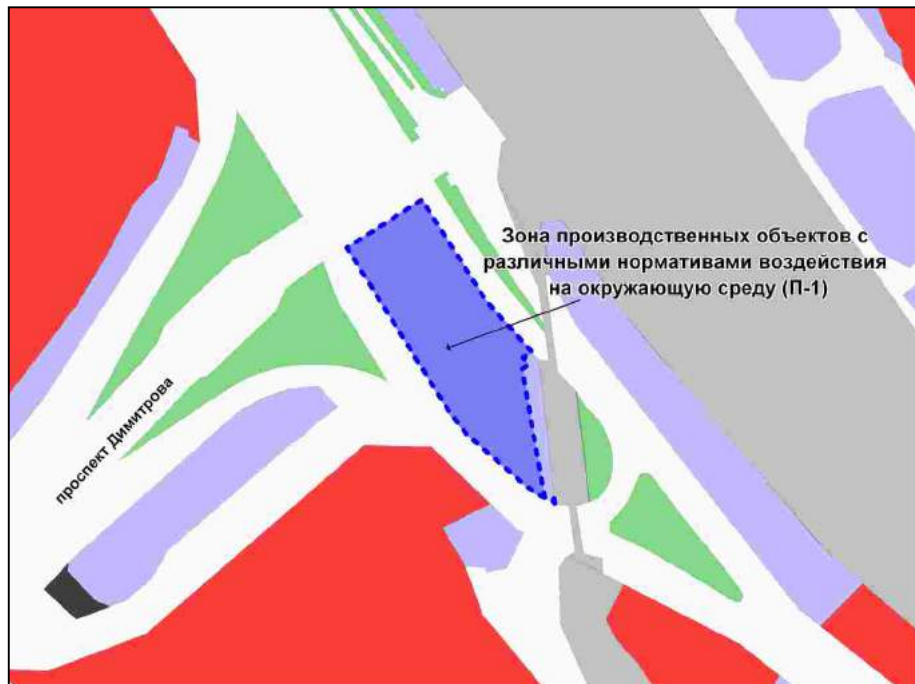 Зона производственных объектов с
различными нормативами воздействия
на окружающую среду (П-1)
проспект Димитрова